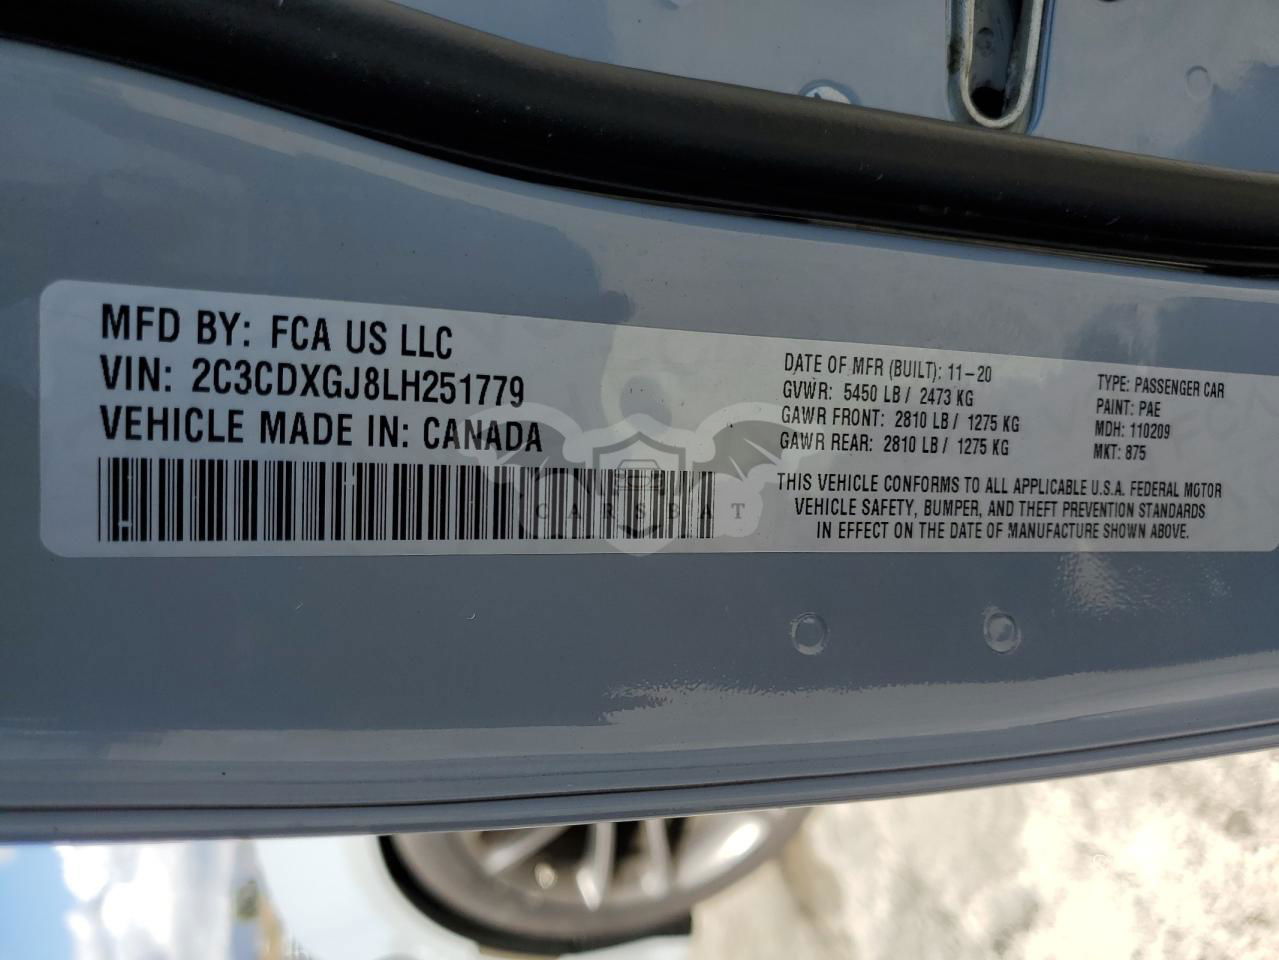 MFD BY: FCA US LLC
VIN: 2C3CDXGJ8LH251779
VEHICLE MADE IN: CANADA
DATE OF MFR (BUILT): 11-20
GVWR: 5450 LB / 2473 KG
GAWR FRONT: 2810 LB / 1275 KG
GAWR REAR: 2810 LB / 1275 KG
TYPE: PASSENGER CAR
PAINT: PAE
MDH: 110209
MKT: 875
THIS VEHICLE CONFORMS TO ALL APPLICABLE U.S.A. FEDERAL MOTOR
VEHICLE SAFETY, BUMPER, AND THEFT PREVENTION STANDARDS
IN EFFECT ON THE DATE OF MANUFACTURE SHOWN ABOVE.
CARSBAT